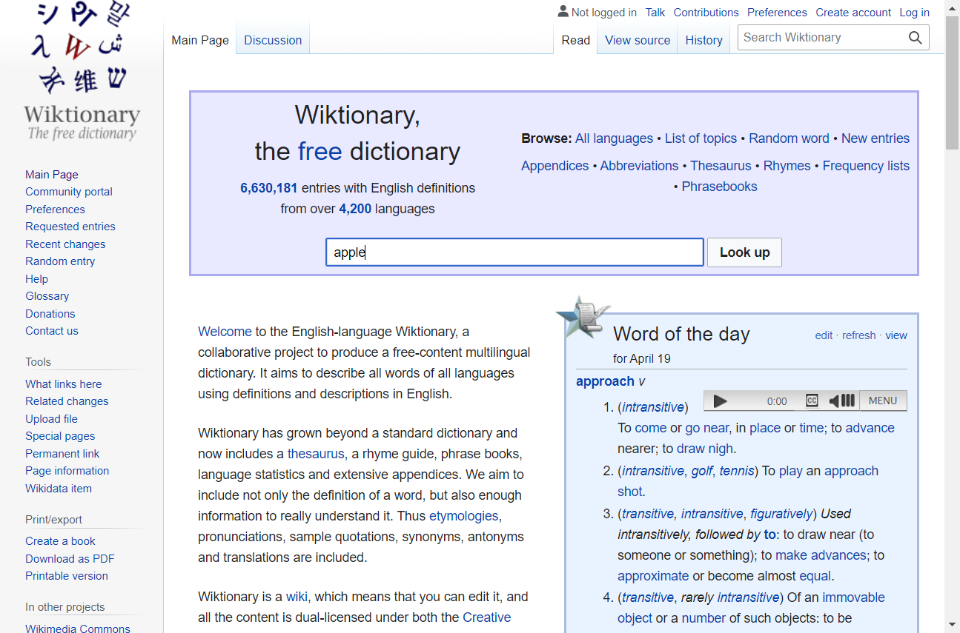 Not logged in Talk Contributions Preferences Create account Log in
Main Page Discussion Read View source History Search Wiktionary
Wiktionary
The free dictionary
Main Page
Community portal
Preferences
Requested entries
Recent changes
Random entry
Help
Glossary
Donations
Contact us
Tools
What links here
Related changes
Upload file
Special pages
Permanent link
Page information
Wikidata item
Print/export
Create a book
Download as PDF
Printable version
In other projects
Wikimedia Commons
Wiktionary,
the free dictionary
6,630,181 entries with English definitions
from over 4,200 languages
Browse: All languages • List of topics • Random word • New entries
Appendices • Abbreviations • Thesaurus • Rhymes • Frequency lists
• Phrasebooks
apple Look up
Welcome to the English-language Wiktionary, a
collaborative project to produce a free-content multilingual
dictionary. It aims to describe all words of all languages
using definitions and descriptions in English.
Wiktionary has grown beyond a standard dictionary and
now includes a thesaurus, a rhyme guide, phrase books,
language statistics and extensive appendices. We aim to
include not only the definition of a word, but also enough
information to really understand it. Thus etymologies,
pronunciations, sample quotations, synonyms, antonyms
and translations are included.
Wiktionary is a wiki, which means that you can edit it, and
all the content is dual-licensed under both the Creative
Word of the day edit · refresh · view
for April 19
approach v
0:00 CC MENU
1. (intransitive)
To come or go near, in place or time; to advance
nearer; to draw nigh.
2. (intransitive, golf, tennis) To play an approach
shot.
3. (transitive, intransitive, figuratively) Used
intransitively, followed by to: to draw near (to
someone or something); to make advances; to
approximate or become almost equal.
4. (transitive, rarely intransitive) Of an immovable
object or a number of such objects: to be